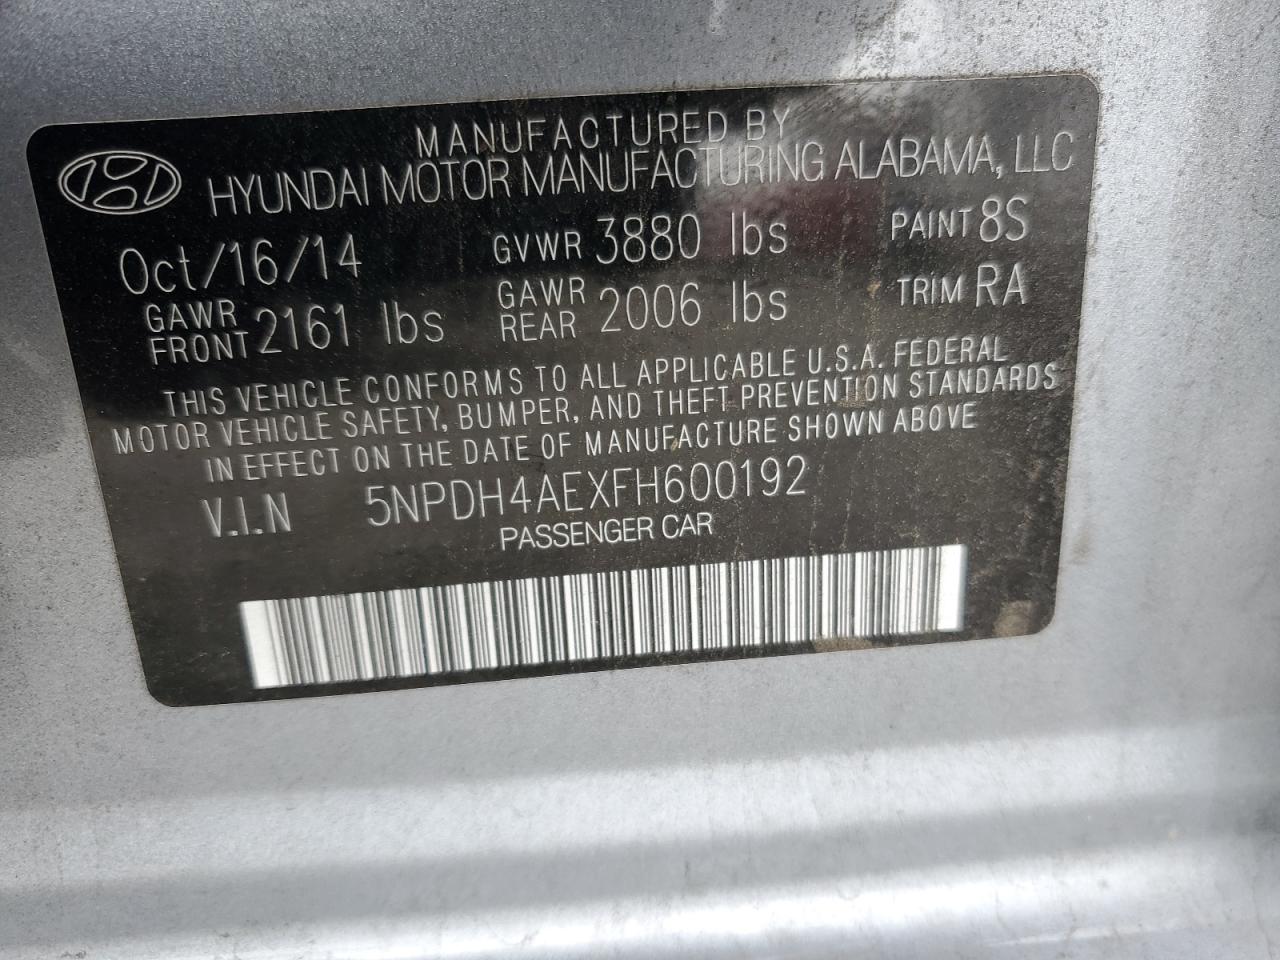 MANUFACTURED BY
HYUNDAI MOTOR MANUFACTURING ALABAMA, LLC
Oct/16/14 GVWR 3880 lbs PAINT 8S
GAWR FRONT 2161 lbs GAWR REAR 2006 lbs TRIM RA
THIS VEHICLE CONFORMS TO ALL APPLICABLE U.S.A. FEDERAL
MOTOR VEHICLE SAFETY, BUMPER, AND THEFT PREVENTION STANDARDS
IN EFFECT ON THE DATE OF MANUFACTURE SHOWN ABOVE
V.I.N 5NPDH4AEXFH600192
PASSENGER CAR